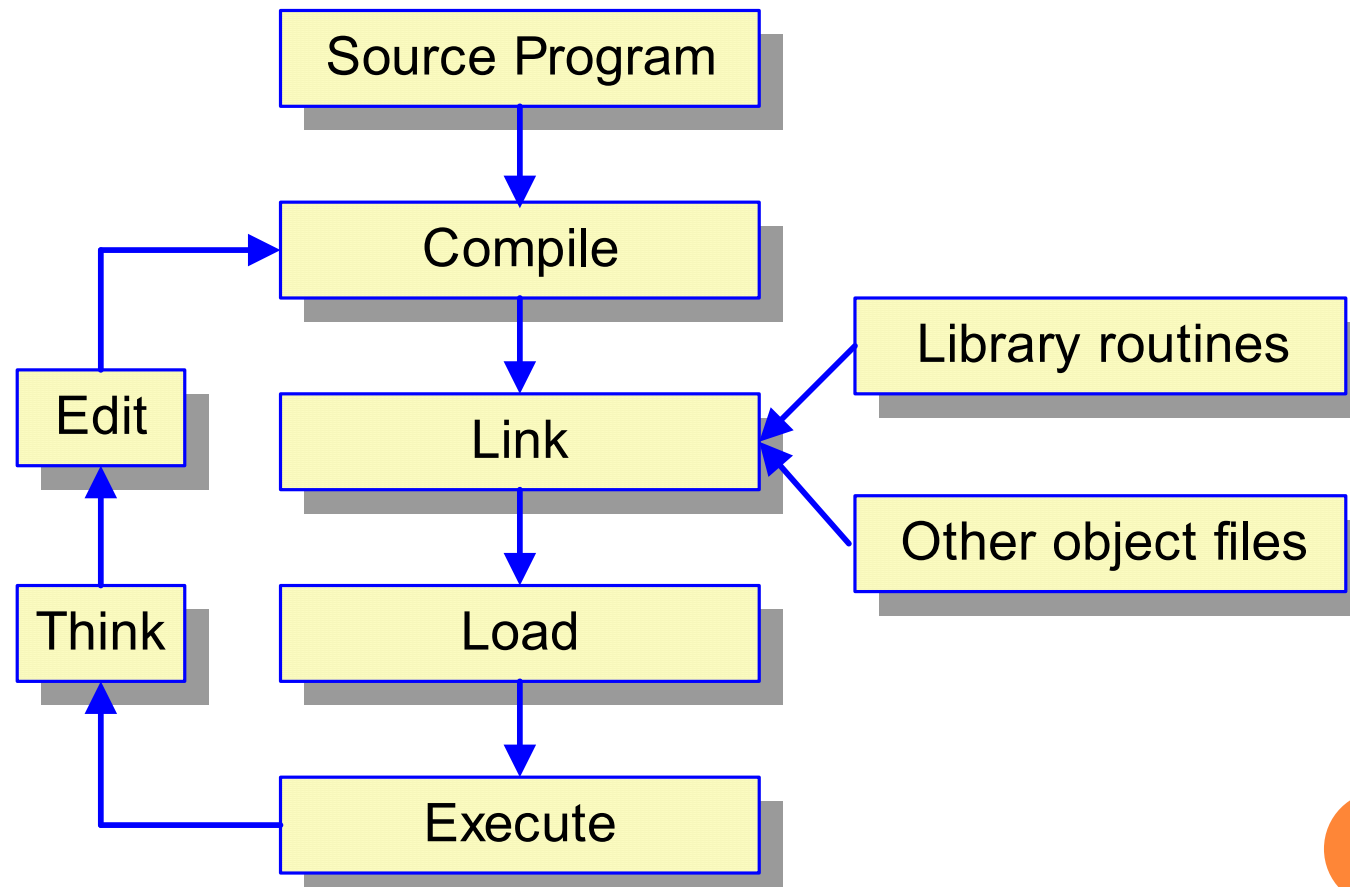 Source Program
Compile
Library routines
Edit
Link
Other object files
Think
Load
Execute